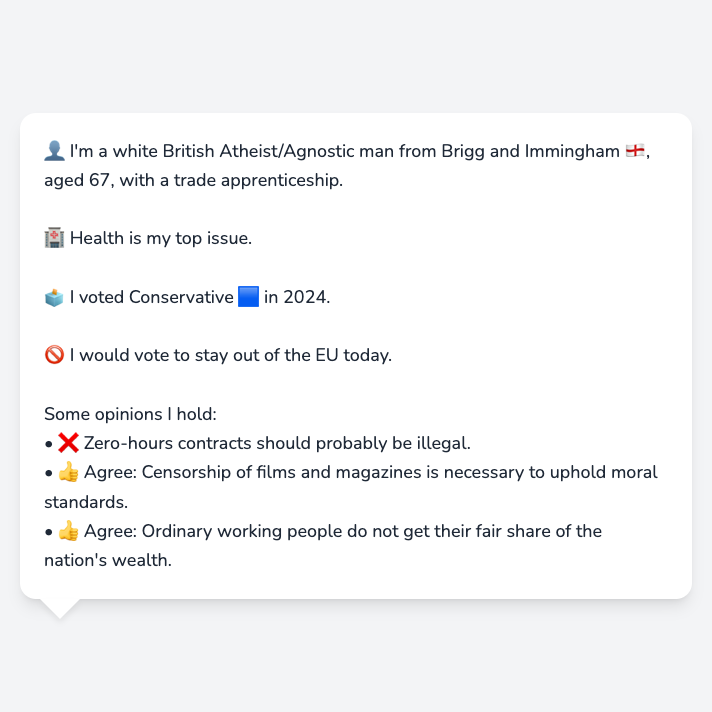 👤 I'm a white British Atheist/Agnostic man from Brigg and Immingham 🏴󠁧󠁢󠁥󠁮󠁧󠁿,
aged 67, with a trade apprenticeship.
🏥 Health is my top issue.
🗳️ I voted Conservative 🟦 in 2024.
🚫 I would vote to stay out of the EU today.
Some opinions I hold:
• ❌ Zero-hours contracts should probably be illegal.
• 👍 Agree: Censorship of films and magazines is necessary to uphold moral
standards.
• 👍 Agree: Ordinary working people do not get their fair share of the
nation's wealth.